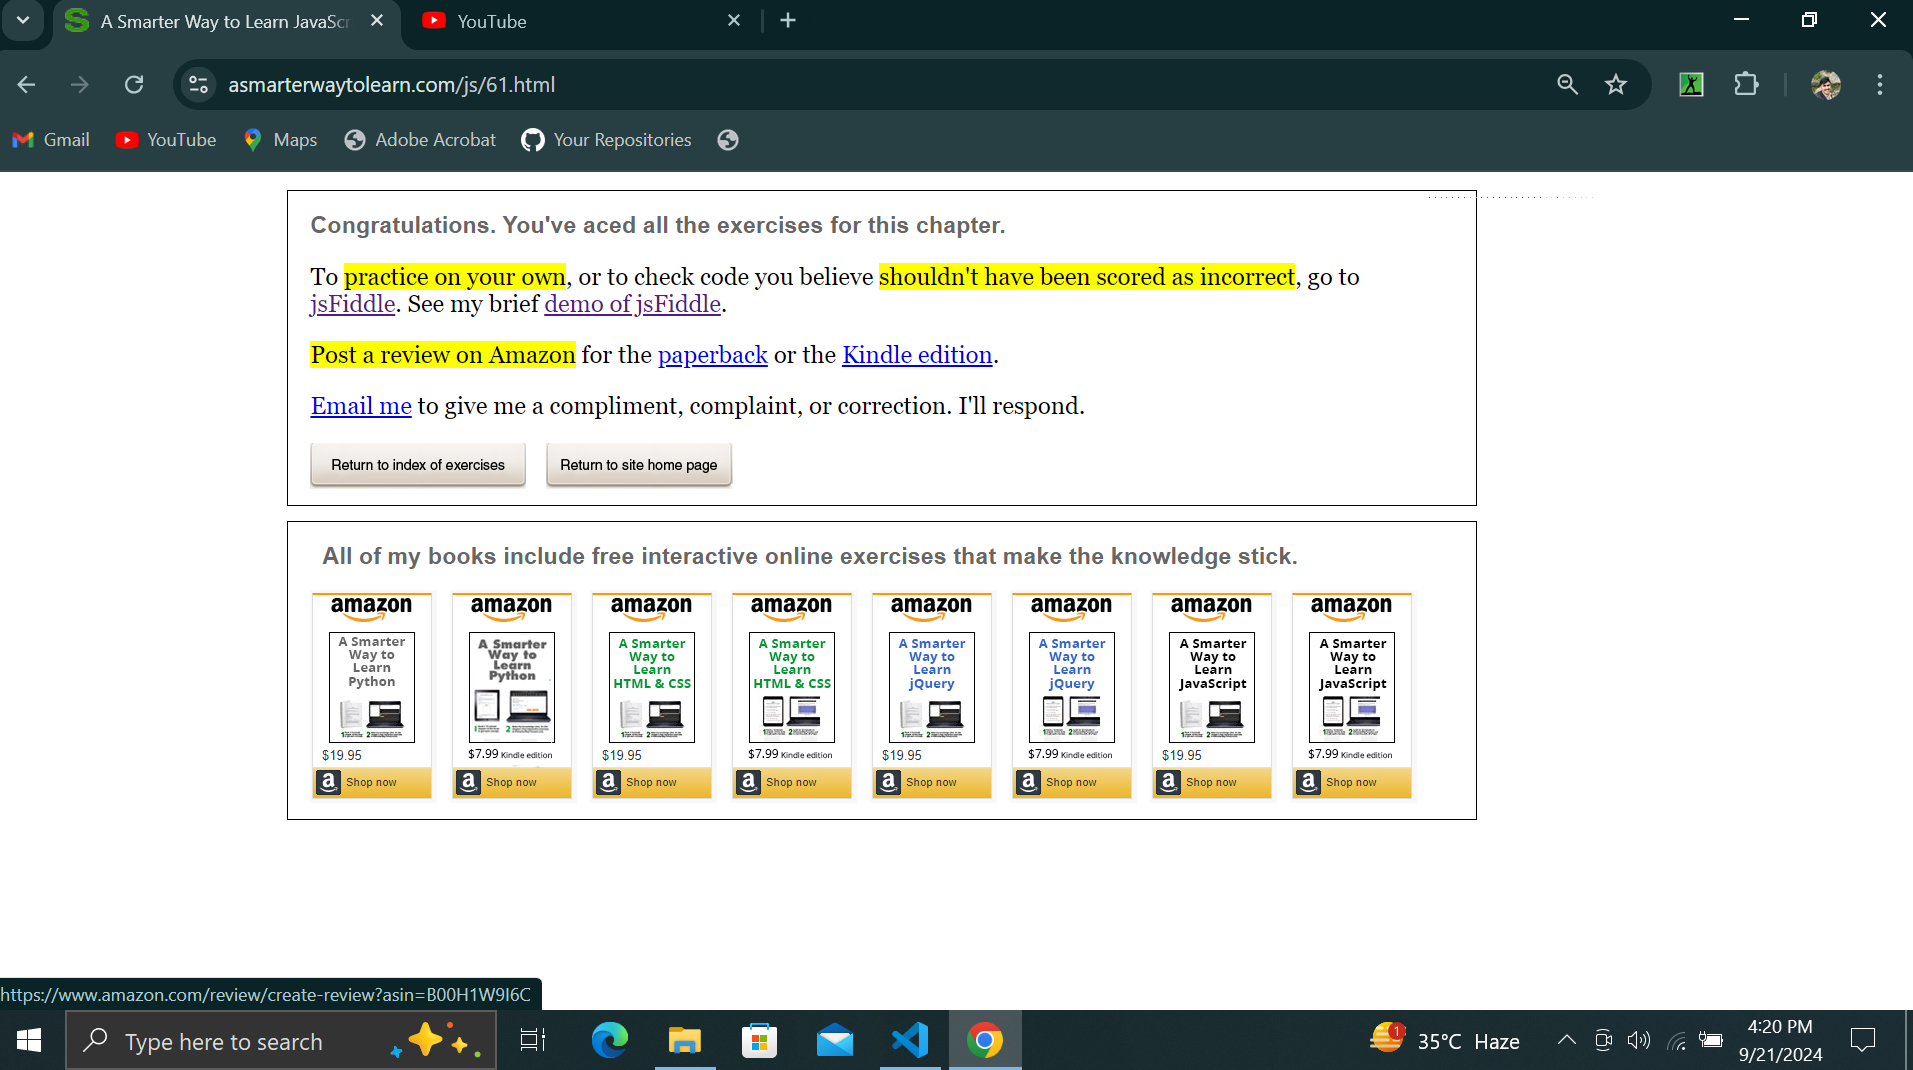 A Smarter Way to Learn JavaScr
YouTube
asmarterwaytolearn.com/js/61.html
Gmail
YouTube
Maps
Adobe Acrobat
Your Repositories
Congratulations. You've aced all the exercises for this chapter.
To practice on your own, or to check code you believe shouldn't have been scored as incorrect, go to
jsFiddle. See my brief demo of jsFiddle.
Post a review on Amazon for the paperback or the Kindle edition.
Email me to give me a compliment, complaint, or correction. I'll respond.
Return to index of exercises
Return to site home page
All of my books include free interactive online exercises that make the knowledge stick.
amazon
A Smarter
Way to
Learn
Python
$19.95
a Shop now
amazon
A Smarter
Way to
Learn
Python
$7.99 Kindle edition
a Shop now
amazon
A Smarter
Way to
Learn
HTML & CSS
$19.95
a Shop now
amazon
A Smarter
Way to
Learn
HTML & CSS
$7.99 Kindle edition
a Shop now
amazon
A Smarter
Way to
Learn
jQuery
$19.95
a Shop now
amazon
A Smarter
Way to
Learn
jQuery
$7.99 Kindle edition
a Shop now
amazon
A Smarter
Way to
Learn
JavaScript
$19.95
a Shop now
amazon
A Smarter
Way to
Learn
JavaScript
$7.99 Kindle edition
a Shop now
https://www.amazon.com/review/create-review?asin=B00H1W9I6C
Type here to search
1
35°C Haze
4:20 PM
9/21/2024